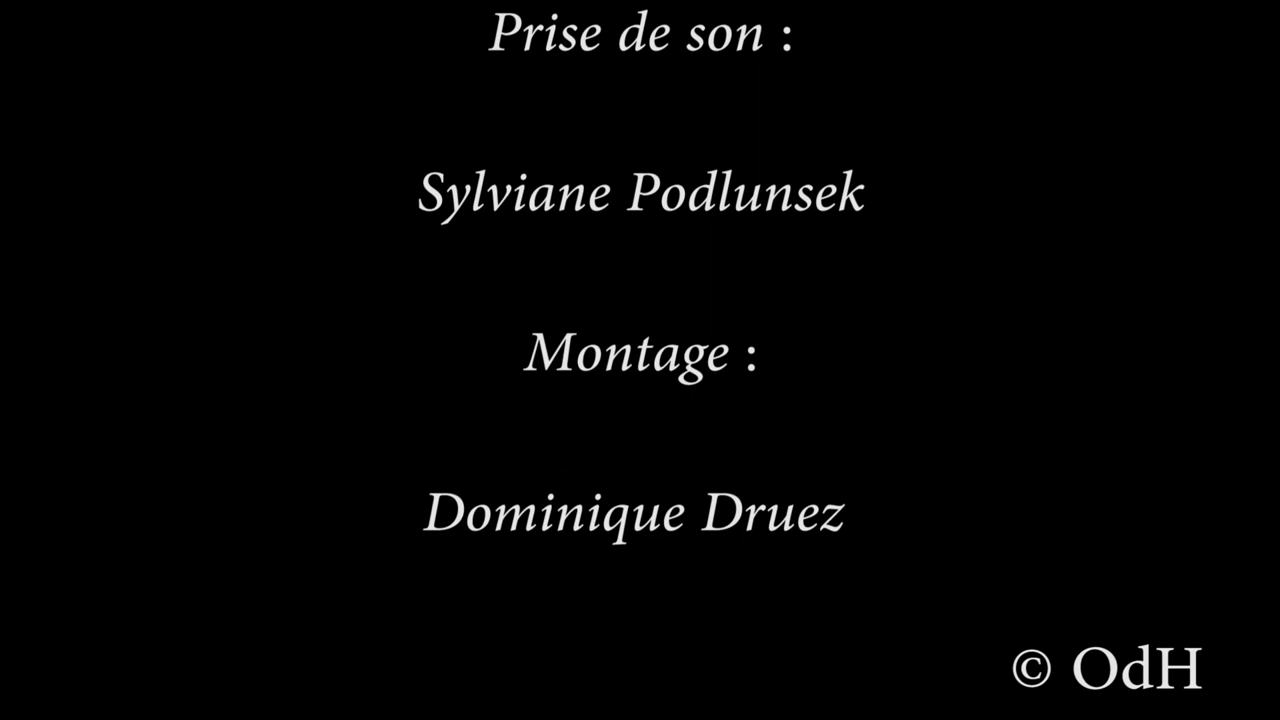 Prise de son :
Sylviane Podlunsek
Montage :
Dominique Druez
© OdH